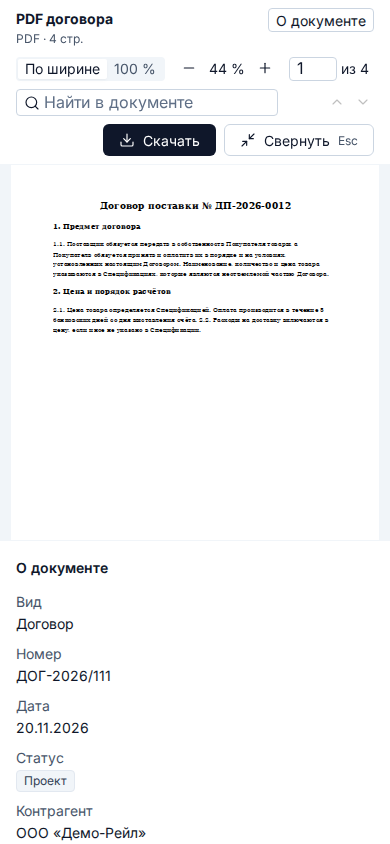 PDF договора
О документе
PDF · 4 стр.
По ширине 100 % − 44 % + 1 из 4
Найти в документе
Скачать
Свернуть Esc
Договор поставки № ДП-2026-0012
1. Предмет договора
1.1. Поставщик обязуется передать в собственность Покупателя товары, а
Покупатель обязуется принять и оплатить их в порядке и на условиях,
установленных настоящим Договором. Наименование, количество и цена товара
указываются в Спецификациях, которые являются неотъемлемой частью Договора.
2. Цена и порядок расчётов
2.1. Цена товара определяется Спецификацией. Оплата производится в течение 5
банковских дней со дня выставления счёта. 2.2. Расходы на доставку включаются в
цену, если иное не указано в Спецификации.
О документе
Вид
Договор
Номер
ДОГ-2026/111
Дата
20.11.2026
Статус
Проект
Контрагент
ООО «Демо-Рейл»